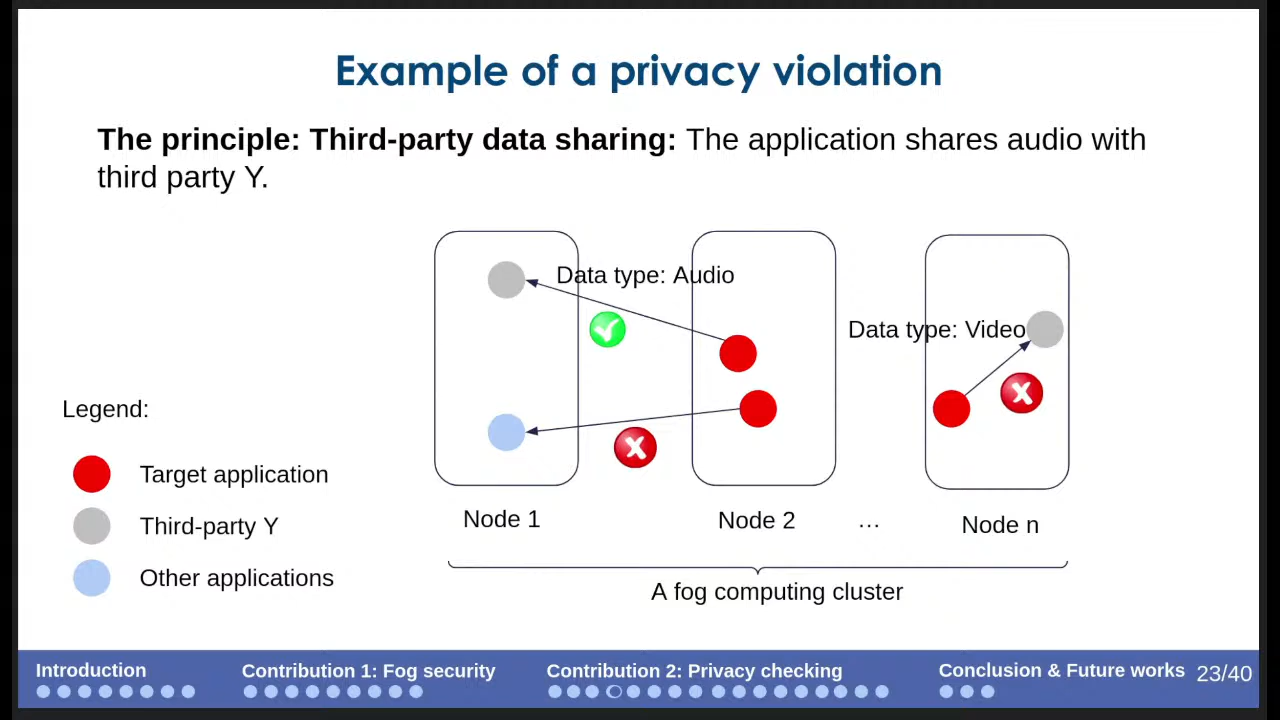 Example of a privacy violation
The principle: Third-party data sharing: The application shares audio with
third party Y.
Data type: Audio
Data type: Video
Legend:
Target application
Third-party Y
Other applications
Node 1
Node 2
...
Node n
A fog computing cluster
Introduction
Contribution 1: Fog security
Contribution 2: Privacy checking
Conclusion & Future works
23/40